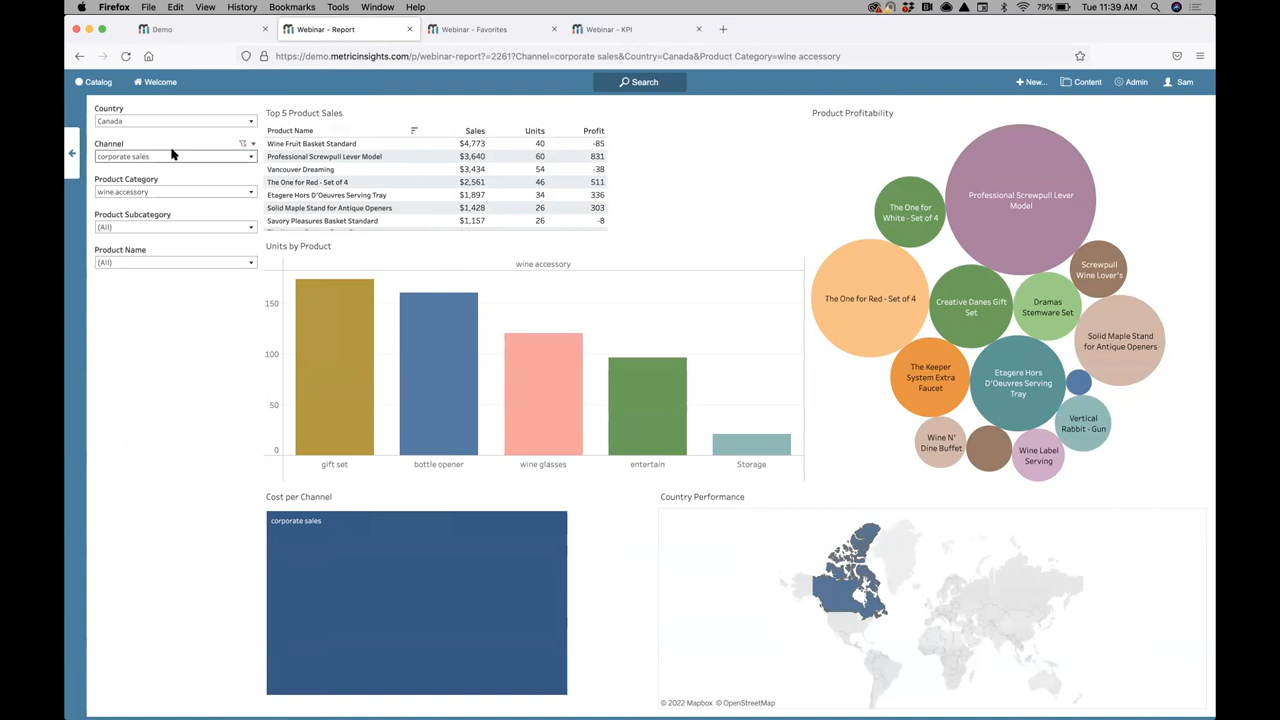 Firefox File Edit View History Bookmarks Tools Window Help 79% Tue 11:39 AM
Demo Webinar - Report Webinar - Favorites Webinar - KPI
https://demo.metricinsights.com/p/webinar-report?=2261?Channel=corporate sales&Country=Canada&Product Category=wine accessory
Catalog Welcome Search New... Content Admin Sam
Country
Canada
Channel
corporate sales
Product Category
wine accessory
Product Subcategory
(All)
Product Name
(All)
Top 5 Product Sales
Product Name Sales Units Profit
Wine Fruit Basket Standard $4,773 40 -85
Professional Screwpull Lever Model $3,640 60 831
Vancouver Dreaming $3,434 54 -38
The One for Red - Set of 4 $2,561 46 511
Etagere Hors D'Oeuvres Serving Tray $1,897 34 336
Solid Maple Stand for Antique Openers $1,428 26 303
Savory Pleasures Basket Standard $1,157 26 -8
Units by Product
wine accessory
150
100
50
0
gift set bottle opener wine glasses entertain Storage
Product Profitability
Professional Screwpull Lever
Model
The One for
White - Set of 4
Screwpull
Wine Lover's
The One for Red - Set of 4
Creative Danes Gift
Set
Dramas
Stemware Set
Solid Maple Stand
for Antique Openers
The Keeper
System Extra
Faucet
Etagere Hors
D'Oeuvres Serving
Tray
Vertical
Rabbit - Gun
Wine N'
Dine Buffet
Wine Label
Serving
Cost per Channel
corporate sales
Country Performance
© 2022 Mapbox © OpenStreetMap